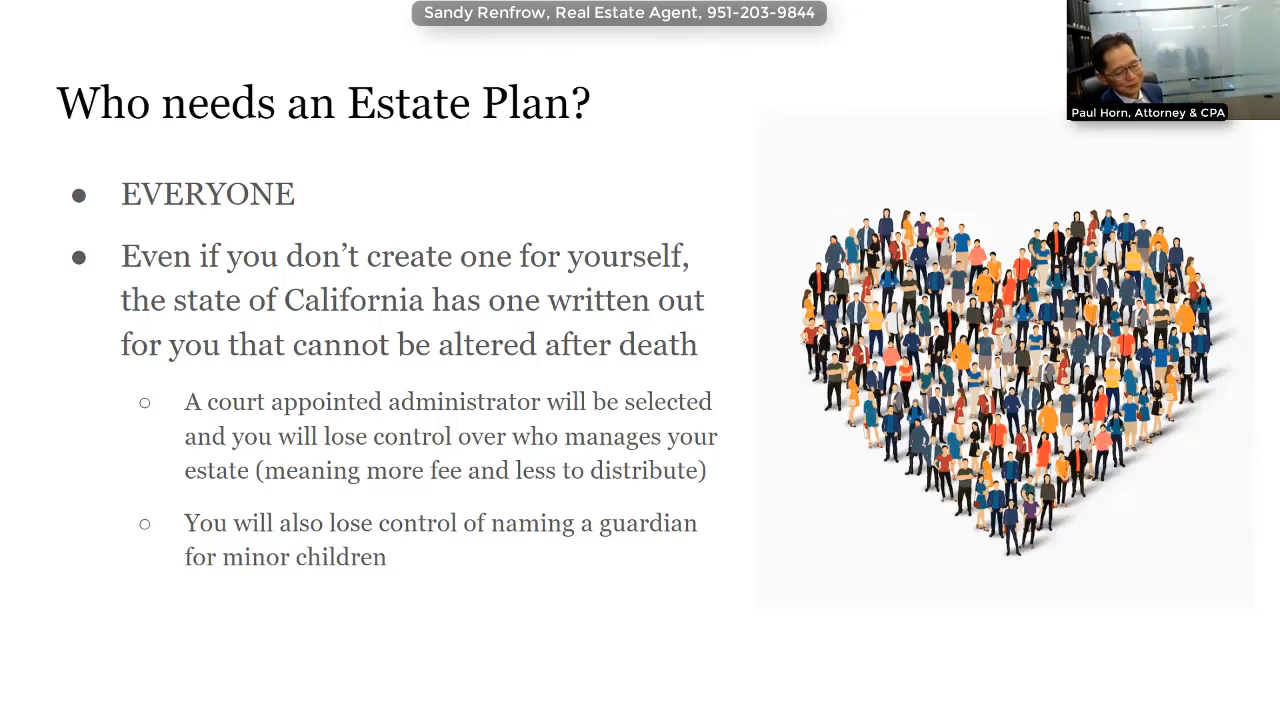 Sandy Renfrow, Real Estate Agent, 951-203-9844
Paul Horn, Attorney & CPA
Who needs an Estate Plan?
● EVERYONE
● Even if you don’t create one for yourself,
the state of California has one written out
for you that cannot be altered after death
○ A court appointed administrator will be selected
and you will lose control over who manages your
estate (meaning more fee and less to distribute)
○ You will also lose control of naming a guardian
for minor children